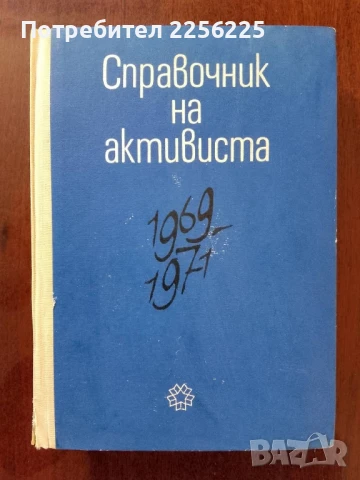 Потребител 2256225
Справочник
на
активиста
1969-
1971
BAZAR